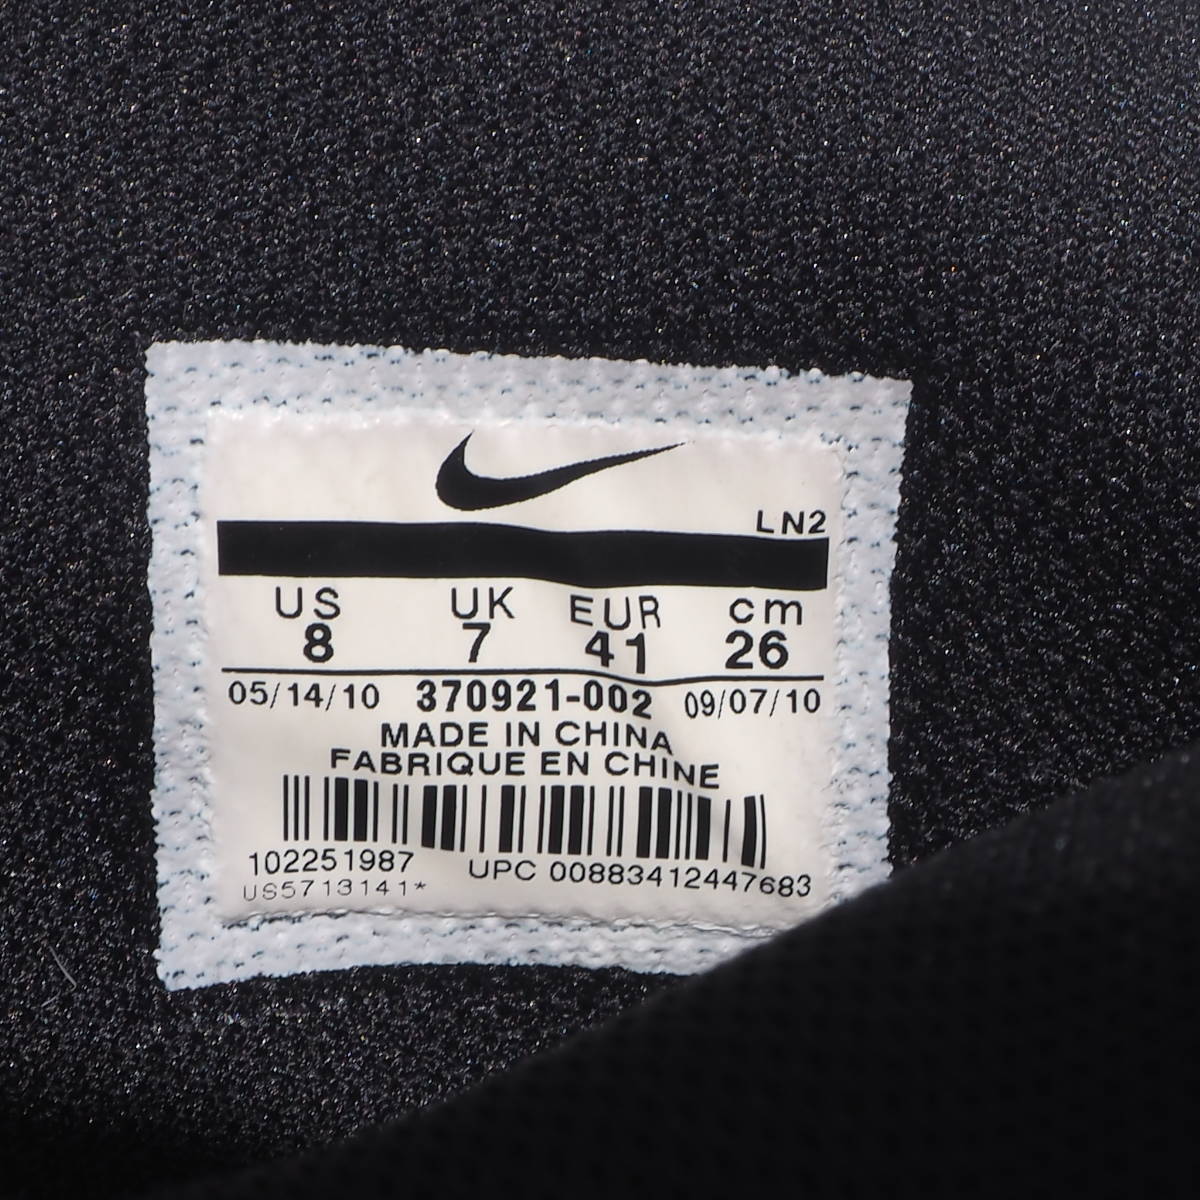 LN2
US UK EUR cm
8 7 41 26
05/14/10 370921-002 09/07/10
MADE IN CHINA
FABRIQUE EN CHINE
102251987 UPC 00883412447683
US5713141*